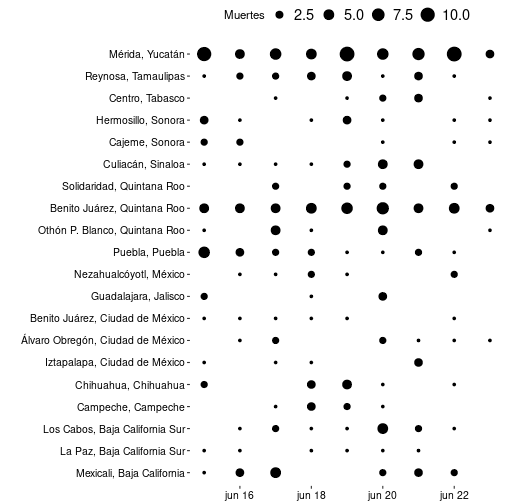 Muertes 2.5 5.0 7.5 10.0
Mérida, Yucatán
Reynosa, Tamaulipas
Centro, Tabasco
Hermosillo, Sonora
Cajeme, Sonora
Culiacán, Sinaloa
Solidaridad, Quintana Roo
Benito Juárez, Quintana Roo
Othón P. Blanco, Quintana Roo
Puebla, Puebla
Nezahualcóyotl, México
Guadalajara, Jalisco
Benito Juárez, Ciudad de México
Álvaro Obregón, Ciudad de México
Iztapalapa, Ciudad de México
Chihuahua, Chihuahua
Campeche, Campeche
Los Cabos, Baja California Sur
La Paz, Baja California Sur
Mexicali, Baja California
jun 16 jun 18 jun 20 jun 22